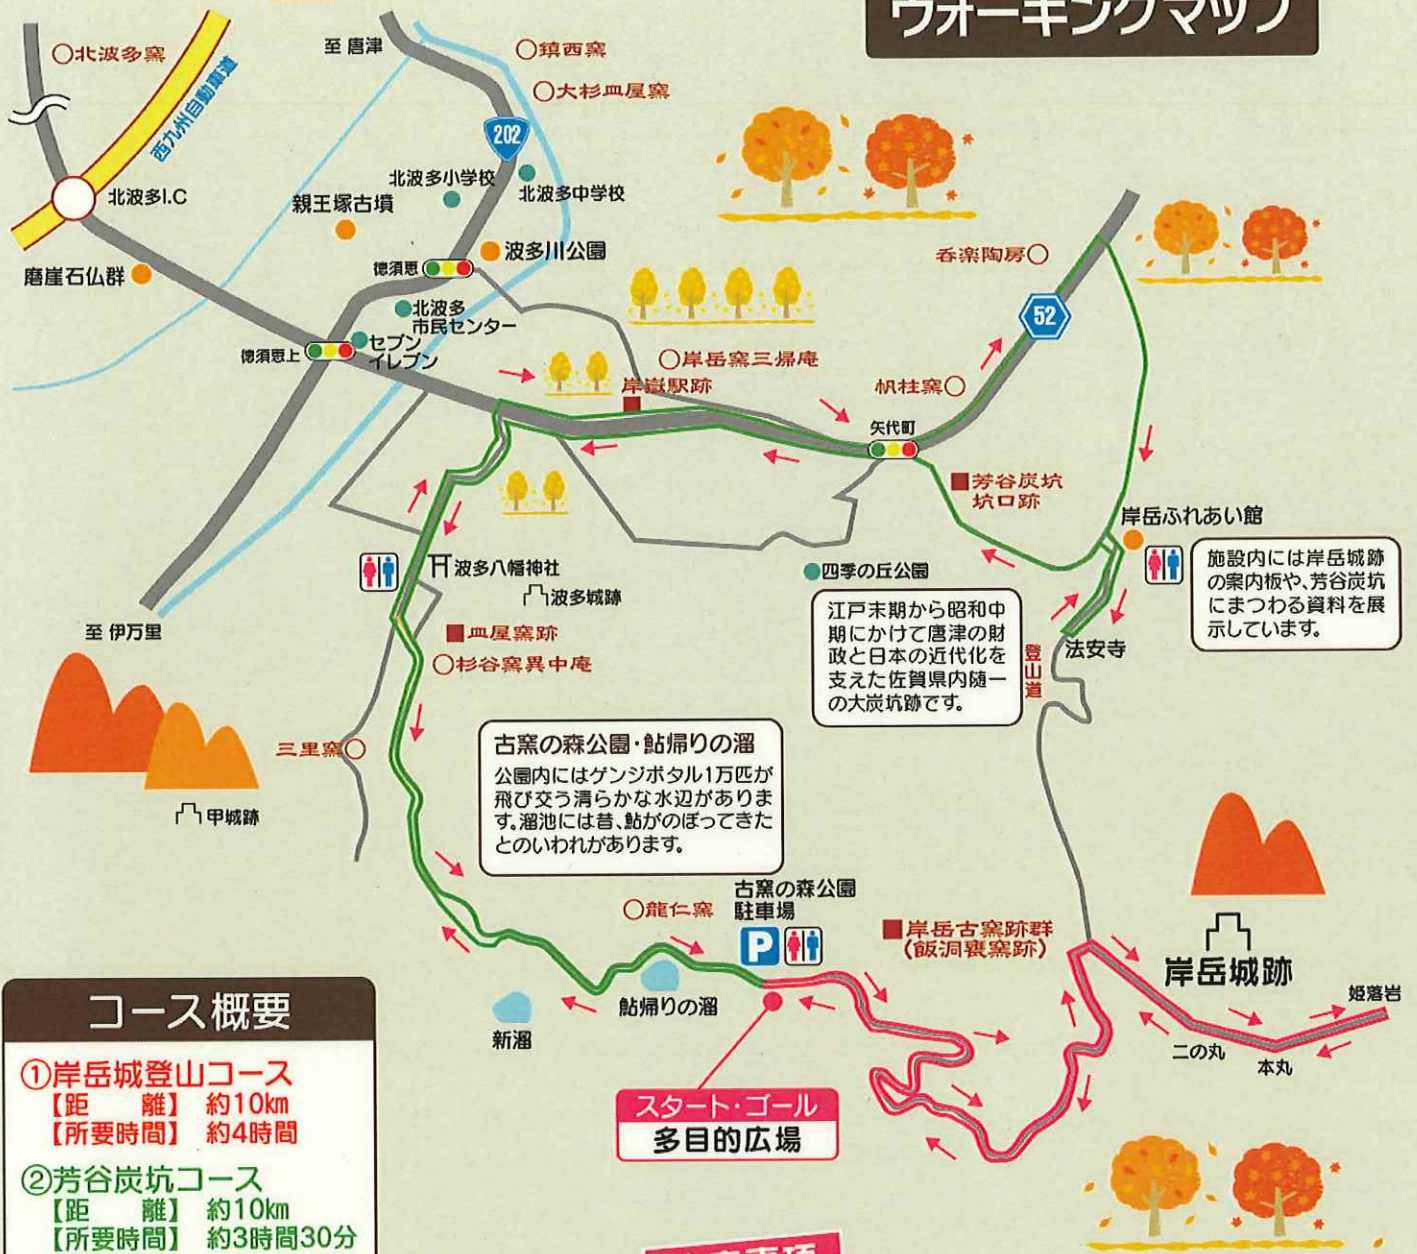 ウォーキングマップ
北波多窯
西九州自動車道
至 唐津
鎮西窯
大杉皿屋窯
202
北波多I.C
北波多小学校
北波多中学校
親王塚古墳
磨崖石仏群
徳須恵
波多川公園
北波多
市民センター
徳須恵上
セブン
イレブン
呑楽陶房
52
岸岳窯三帰庵
岸嶽駅跡
帆柱窯
矢代町
芳谷炭坑
坑口跡
岸岳ふれあい館
施設内には岸岳城跡
の案内板や、芳谷炭坑
にまつわる資料を展
示しています。
波多八幡神社
波多城跡
四季の丘公園
江戸末期から昭和中
期にかけて唐津の財
政と日本の近代化を
支えた佐賀県内随一
の大炭坑跡です。
登山道
法安寺
至 伊万里
皿屋窯跡
杉谷窯異中庵
三里窯
甲城跡
古窯の森公園・鮎帰りの溜
公園内にはゲンジボタル1万匹が
飛び交う清らかな水辺がありま
す。溜池には昔、鮎がのぼってきた
とのいわれがあります。
龍仁窯
古窯の森公園
駐車場
P
岸岳古窯跡群
(飯洞甕窯跡)
岸岳城跡
姫落岩
二の丸
本丸
新溜
鮎帰りの溜
スタート・ゴール
多目的広場
コース概要
①岸岳城登山コース
【距　離】 約10km
【所要時間】 約4時間
②芳谷炭坑コース
【距　離】 約10km
【所要時間】 約3時間30分